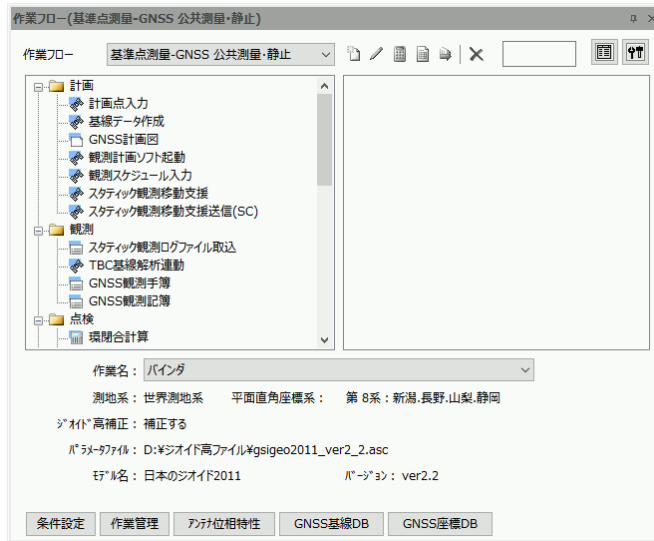 作業フロー(基準点測量-GNSS 公共測量・静止)
作業フロー 基準点測量-GNSS 公共測量・静止
計画
計画点入力
基線データ作成
GNSS計画図
観測計画ソフト起動
観測スケジュール入力
スタティック観測移動支援
スタティック観測移動支援送信(SC)
観測
スタティック観測ログファイル取込
TBC基線解析連動
GNSS観測手簿
GNSS観測記簿
点検
環閉合計算
作業名： バインダ
測地系： 世界測地系 平面直角座標系： 第 8系：新潟.長野.山梨.静岡
ジオイド高補正： 補正する
パラメータファイル： D:¥ジオイド高ファイル¥gsigeo2011_ver2_2.asc
モデル名： 日本のジオイド2011 バージョン： ver2.2
条件設定 作業管理 アンテナ位相特性 GNSS基線DB GNSS座標DB